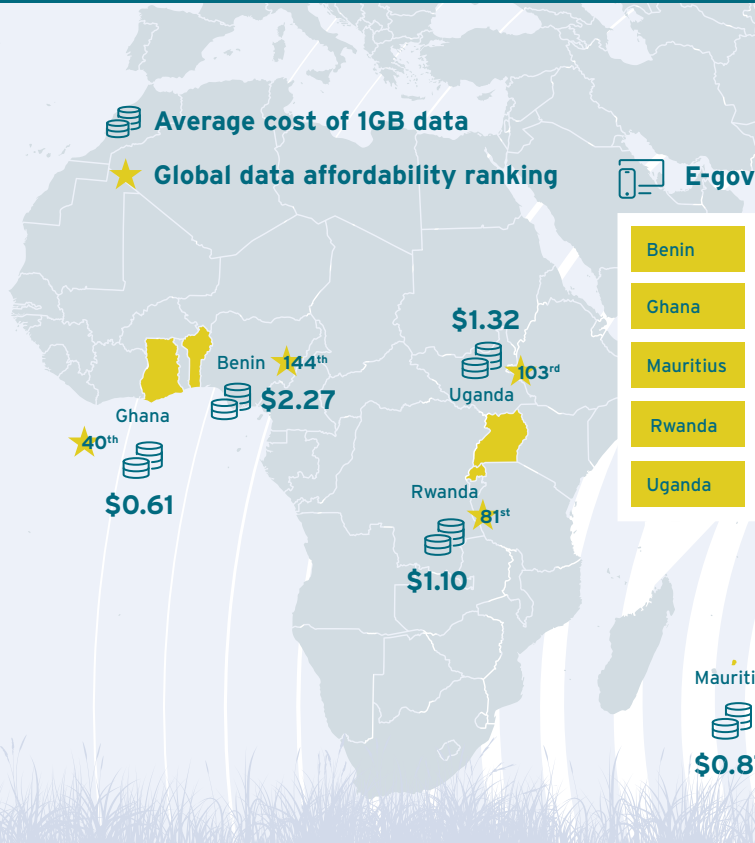 Average cost of 1GB data
Global data affordability ranking
E-gov
Benin
Ghana
Mauritius
Rwanda
Uganda
$1.32
103rd
Uganda
Benin
144th
$2.27
Ghana
40th
$0.61
Rwanda
81st
$1.10
Mauriti
$0.8